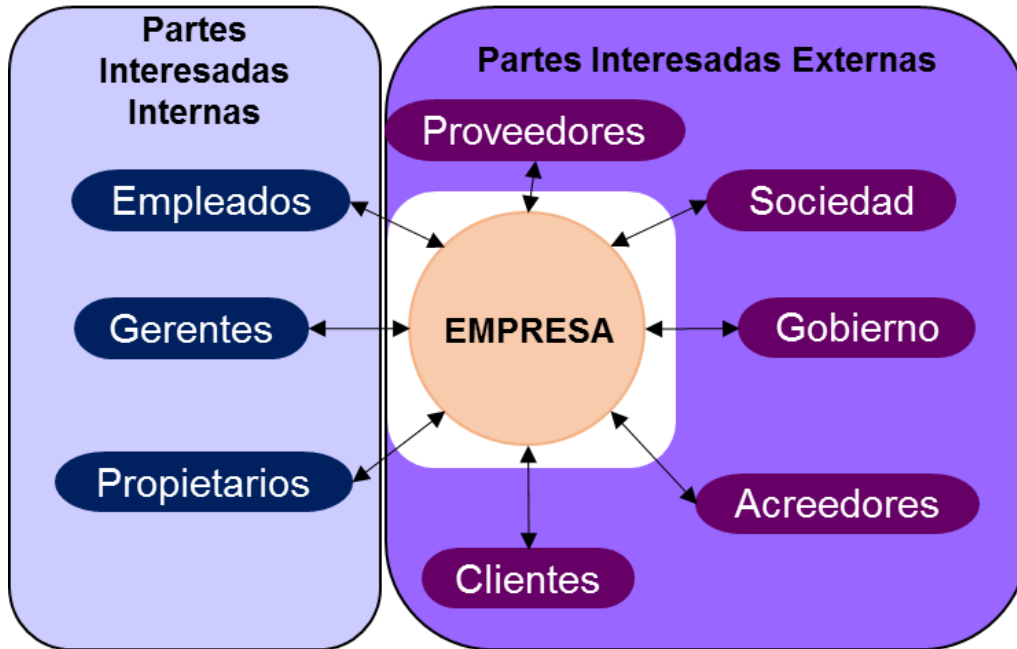 Partes
Interesadas
Internas
Empleados
Gerentes
Propietarios
Partes Interesadas Externas
Proveedores
Sociedad
EMPRESA
Gobierno
Acreedores
Clientes